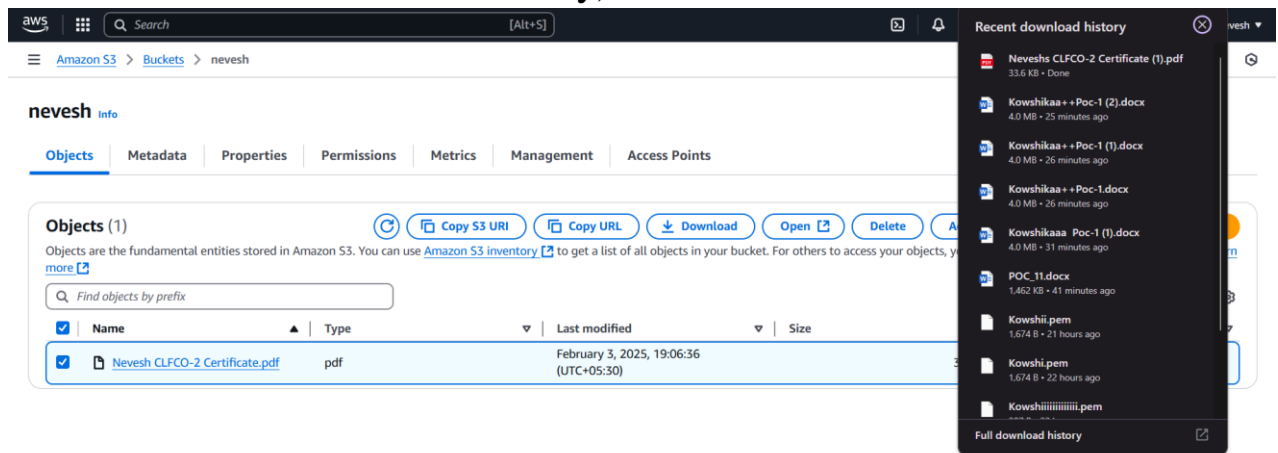 aws
Search
[Alt+S]
vesh
Amazon S3 > Buckets > nevesh
nevesh Info
Objects
Metadata
Properties
Permissions
Metrics
Management
Access Points
Objects (1)
Copy S3 URI
Copy URL
Download
Open
Delete
Objects are the fundamental entities stored in Amazon S3. You can use Amazon S3 inventory to get a list of all objects in your bucket. For others to access your objects,
more
Find objects by prefix
Name
Type
Last modified
Size
Nevesh CLFCO-2 Certificate.pdf
pdf
February 3, 2025, 19:06:36
(UTC+05:30)
Recent download history
PDF
Neveshs CLFCO-2 Certificate (1).pdf
33.6 KB • Done
Kowshikaa++Poc-1 (2).docx
4.0 MB • 25 minutes ago
Kowshikaa++Poc-1 (1).docx
4.0 MB • 26 minutes ago
Kowshikaa++Poc-1.docx
4.0 MB • 26 minutes ago
Kowshikaaa Poc-1 (1).docx
4.0 MB • 31 minutes ago
POC_11.docx
1,462 KB • 41 minutes ago
Kowshii.pem
1,674 B • 21 hours ago
Kowshi.pem
1,674 B • 22 hours ago
Kowshiiiiiiiiiiiii.pem
Full download history